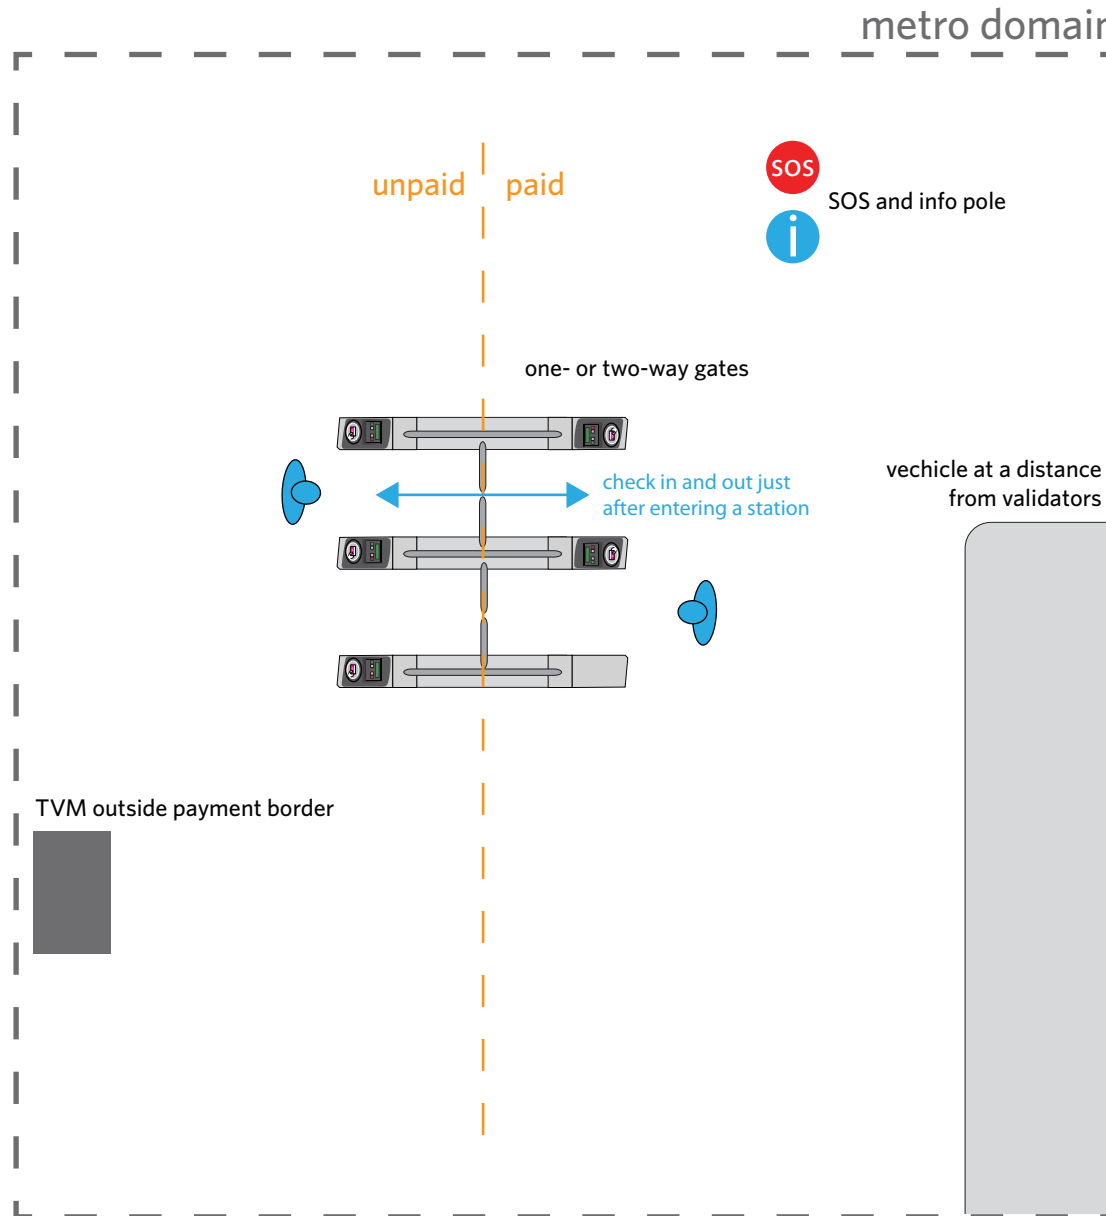 metro domain
unpaid paid
SOS
i
SOS and info pole
one- or two-way gates
check in and out just
after entering a station
vechicle at a distance
from validators
TVM outside payment border